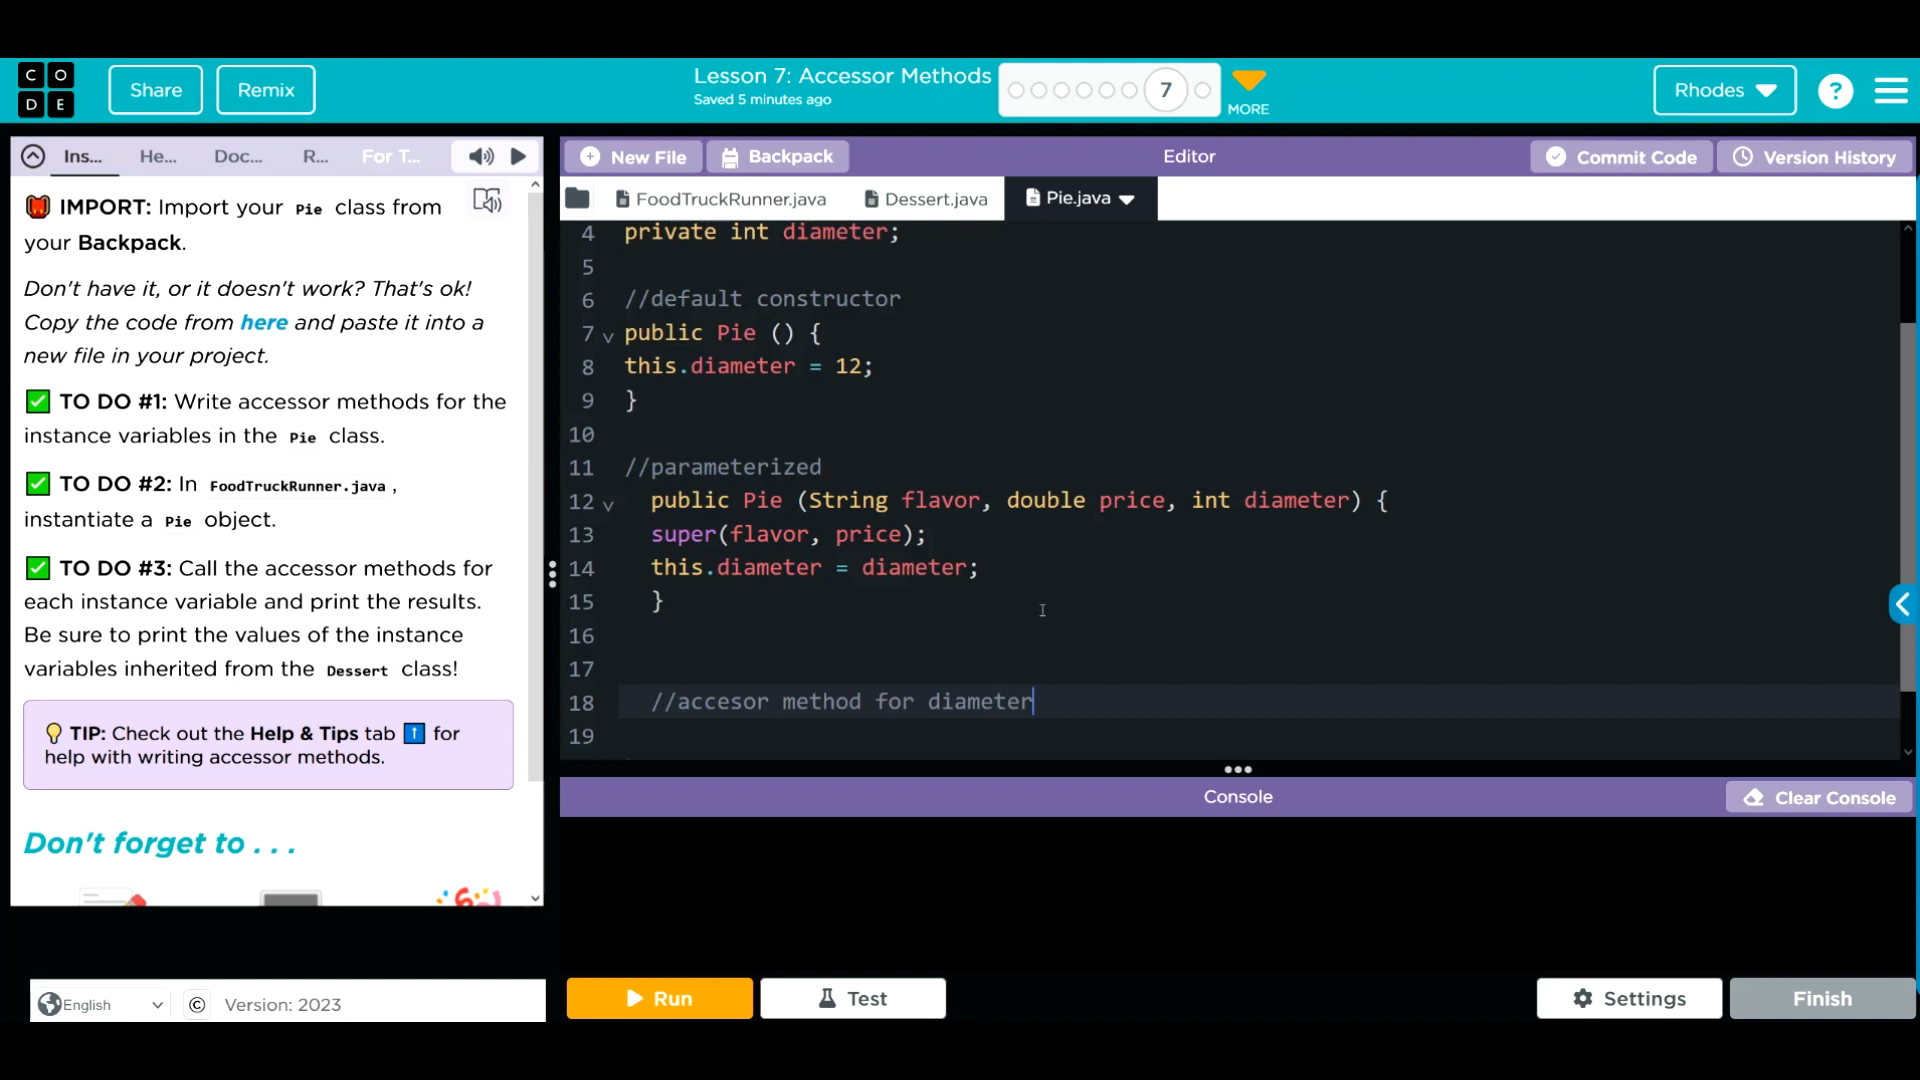 C O
D E
Share
Remix
Lesson 7: Accessor Methods
Saved 5 minutes ago
7
MORE
Rhodes
?
Ins...
He...
Doc...
R...
For T...
IMPORT: Import your Pie class from
your Backpack.
Don't have it, or it doesn't work? That's ok!
Copy the code from here and paste it into a
new file in your project.
TO DO #1: Write accessor methods for the
instance variables in the Pie class.
TO DO #2: In FoodTruckRunner.java,
instantiate a Pie object.
TO DO #3: Call the accessor methods for
each instance variable and print the results.
Be sure to print the values of the instance
variables inherited from the Dessert class!
TIP: Check out the Help & Tips tab for
help with writing accessor methods.
Don't forget to . . .
English
© Version: 2023
New File
Backpack
Editor
Commit Code
Version History
FoodTruckRunner.java
Dessert.java
Pie.java
4 private int diameter;
5
6 //default constructor
7 public Pie () {
8 this.diameter = 12;
9 }
10
11 //parameterized
12 public Pie (String flavor, double price, int diameter) {
13 super(flavor, price);
14 this.diameter = diameter;
15 }
16
17
18 //accesor method for diameter
19
Console
Clear Console
Run
Test
Settings
Finish